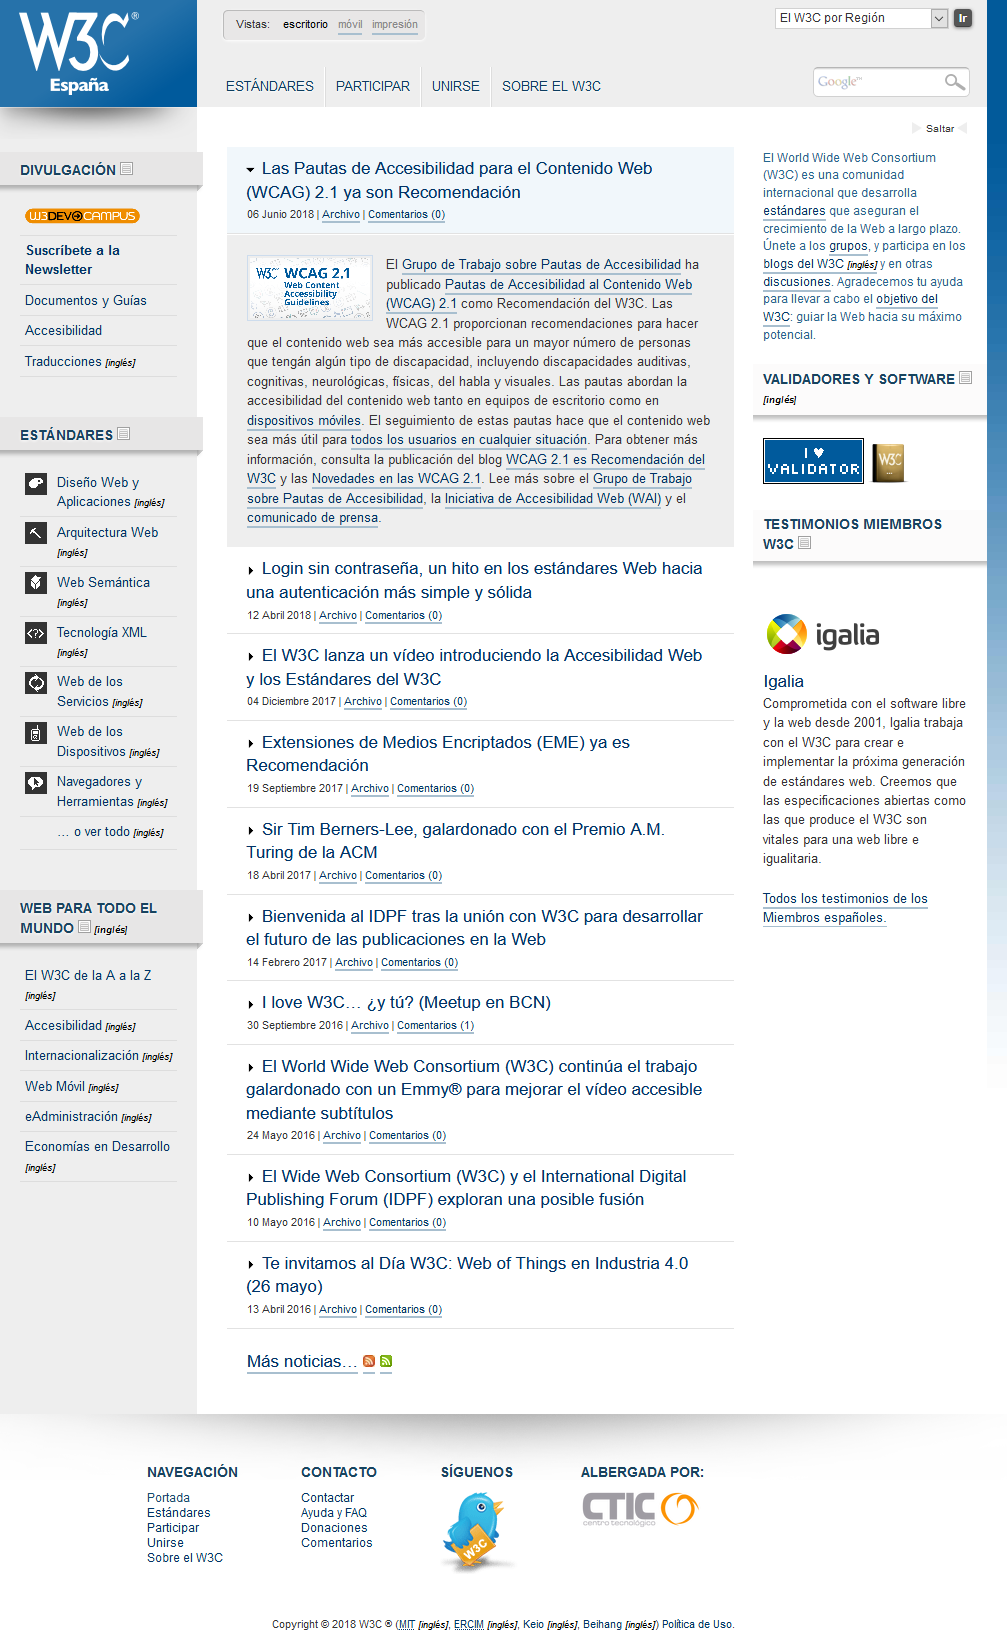 W3C®
España
Vistas: escritorio móvil impresión
El W3C por Región
Ir
ESTÁNDARES
PARTICIPAR
UNIRSE
SOBRE EL W3C
Google™
Saltar
DIVULGACIÓN
W3DEVCAMPUS
Suscríbete a la
Newsletter
Documentos y Guías
Accesibilidad
Traducciones [inglés]
ESTÁNDARES
Diseño Web y
Aplicaciones [inglés]
Arquitectura Web
[inglés]
Web Semántica
[inglés]
Tecnología XML
[inglés]
Web de los
Servicios [inglés]
Web de los
Dispositivos [inglés]
Navegadores y
Herramientas [inglés]
... o ver todo [inglés]
WEB PARA TODO EL
MUNDO [inglés]
El W3C de la A a la Z
[inglés]
Accesibilidad [inglés]
Internacionalización [inglés]
Web Móvil [inglés]
eAdministración [inglés]
Economías en Desarrollo
[inglés]
Las Pautas de Accesibilidad para el Contenido Web
(WCAG) 2.1 ya son Recomendación
06 Junio 2018 | Archivo | Comentarios (0)
W3C WCAG 2.1
Web Content
Accessibility
Guidelines
El Grupo de Trabajo sobre Pautas de Accesibilidad ha
publicado Pautas de Accesibilidad al Contenido Web
(WCAG) 2.1 como Recomendación del W3C. Las
WCAG 2.1 proporcionan recomendaciones para hacer
que el contenido web sea más accesible para un mayor número de personas
que tengán algún tipo de discapacidad, incluyendo discapacidades auditivas,
cognitivas, neurológicas, físicas, del habla y visuales. Las pautas abordan la
accesibilidad del contenido web tanto en equipos de escritorio como en
dispositivos móviles. El seguimiento de estas pautas hace que el contenido web
sea más útil para todos los usuarios en cualquier situación. Para obtener más
información, consulta la publicación del blog WCAG 2.1 es Recomendación del
W3C y las Novedades en las WCAG 2.1. Lee más sobre el Grupo de Trabajo
sobre Pautas de Accesibilidad, la Iniciativa de Accesibilidad Web (WAI) y el
comunicado de prensa.
Login sin contraseña, un hito en los estándares Web hacia
una autenticación más simple y sólida
12 Abril 2018 | Archivo | Comentarios (0)
El W3C lanza un vídeo introduciendo la Accesibilidad Web
y los Estándares del W3C
04 Diciembre 2017 | Archivo | Comentarios (0)
Extensiones de Medios Encriptados (EME) ya es
Recomendación
19 Septiembre 2017 | Archivo | Comentarios (0)
Sir Tim Berners-Lee, galardonado con el Premio A.M.
Turing de la ACM
18 Abril 2017 | Archivo | Comentarios (0)
Bienvenida al IDPF tras la unión con W3C para desarrollar
el futuro de las publicaciones en la Web
14 Febrero 2017 | Archivo | Comentarios (0)
I love W3C… ¿y tú? (Meetup en BCN)
30 Septiembre 2016 | Archivo | Comentarios (1)
El World Wide Web Consortium (W3C) continúa el trabajo
galardonado con un Emmy® para mejorar el vídeo accesible
mediante subtítulos
24 Mayo 2016 | Archivo | Comentarios (0)
El Wide Web Consortium (W3C) y el International Digital
Publishing Forum (IDPF) exploran una posible fusión
10 Mayo 2016 | Archivo | Comentarios (0)
Te invitamos al Día W3C: Web of Things en Industria 4.0
(26 mayo)
13 Abril 2016 | Archivo | Comentarios (0)
Más noticias…
El World Wide Web Consortium
(W3C) es una comunidad
internacional que desarrolla
estándares que aseguran el
crecimiento de la Web a largo plazo.
Únete a los grupos, y participa en los
blogs del W3C [inglés] y en otras
discusiones. Agradecemos tu ayuda
para llevar a cabo el objetivo del
W3C: guiar la Web hacia su máximo
potencial.
VALIDADORES Y SOFTWARE
[inglés]
I ♥
VALIDATOR
W3C
...
TESTIMONIOS MIEMBROS
W3C
igalia
Igalia
Comprometida con el software libre
y la web desde 2001, Igalia trabaja
con el W3C para crear e
implementar la próxima generación
de estándares web. Creemos que
las especificaciones abiertas como
las que produce el W3C son
vitales para una web libre e
igualitaria.
Todos los testimonios de los
Miembros españoles.
NAVEGACIÓN
Portada
Estándares
Participar
Unirse
Sobre el W3C
CONTACTO
Contactar
Ayuda y FAQ
Donaciones
Comentarios
SÍGUENOS
W3C
ALBERGADA POR:
CTIC
centro tecnológico
Copyright © 2018 W3C ® (MIT [inglés], ERCIM [inglés], Keio [inglés], Beihang [inglés]) Política de Uso.